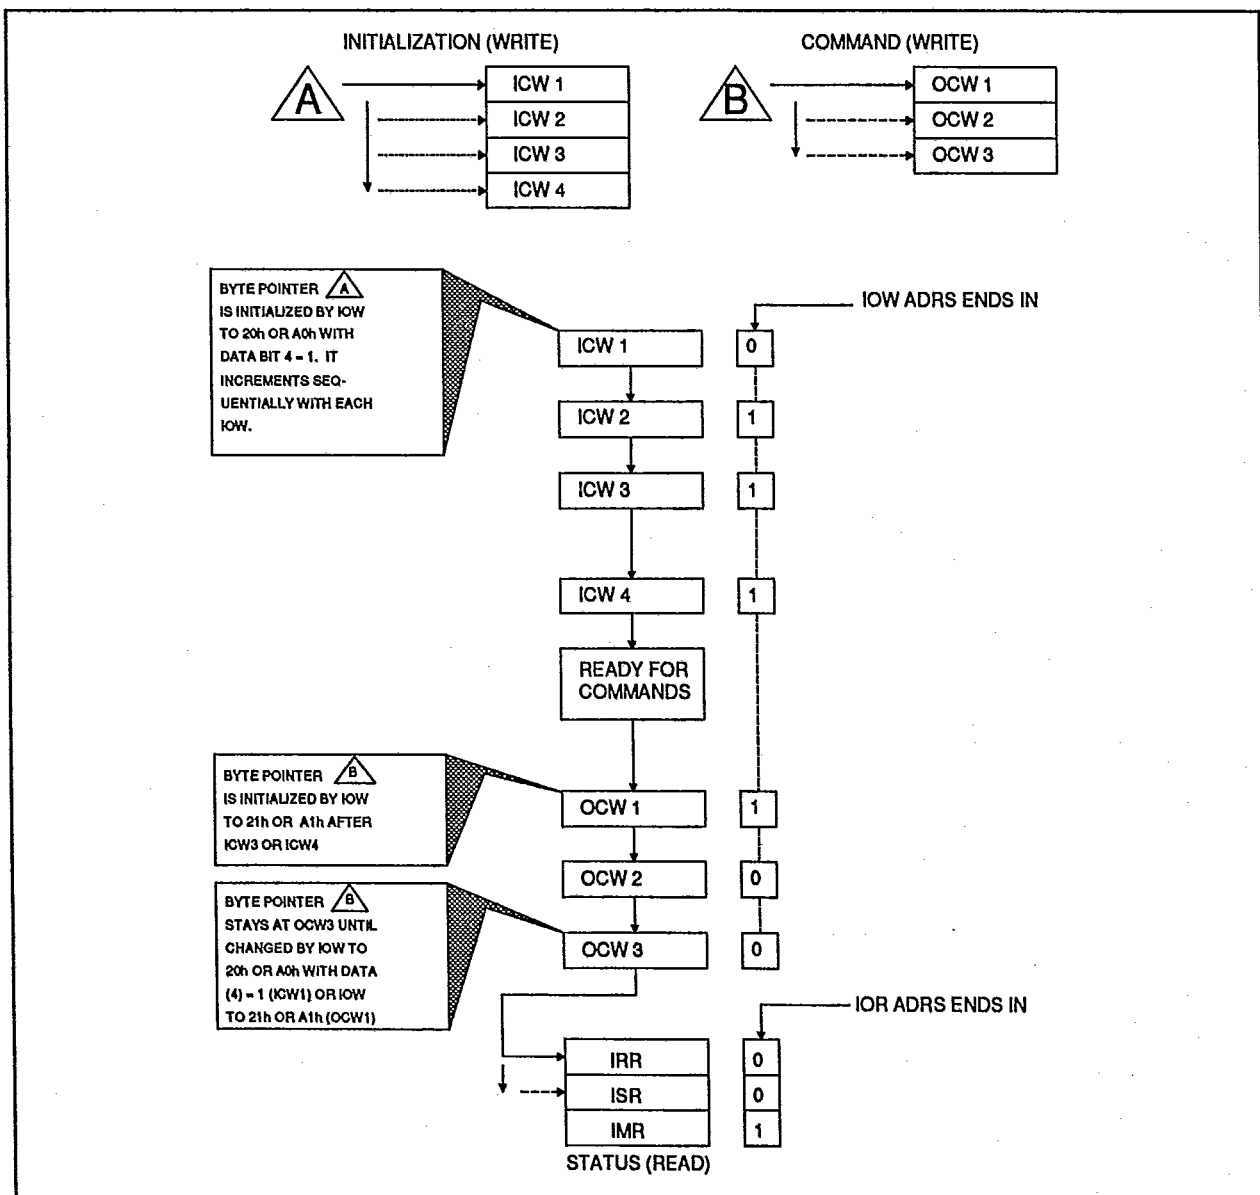 INITIALIZATION (WRITE)
A
ICW 1
ICW 2
ICW 3
ICW 4
COMMAND (WRITE)
B
OCW 1
OCW 2
OCW 3
BYTE POINTER A
IS INITIALIZED BY IOW
TO 20h OR A0h WITH
DATA BIT 4 = 1. IT
INCREMENTS SEQ-
UENTIALLY WITH EACH
IOW.
IOW ADRS ENDS IN
ICW 1 0
ICW 2 1
ICW 3 1
ICW 4 1
READY FOR
COMMANDS
BYTE POINTER B
IS INITIALIZED BY IOW
TO 21h OR A1h AFTER
ICW3 OR ICW4
OCW 1 1
OCW 2 0
BYTE POINTER B
STAYS AT OCW3 UNTIL
CHANGED BY IOW TO
20h OR A0h WITH DATA
(4) = 1 (ICW1) OR IOW
TO 21h OR A1h (OCW1)
OCW 3 0
IOR ADRS ENDS IN
IRR 0
ISR 0
IMR 1
STATUS (READ)